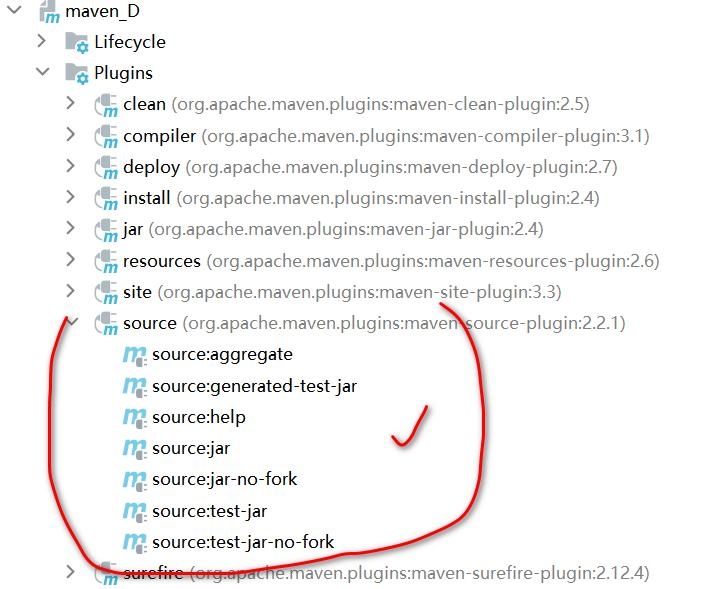 maven_D
Lifecycle
Plugins
clean (org.apache.maven.plugins:maven-clean-plugin:2.5)
compiler (org.apache.maven.plugins:maven-compiler-plugin:3.1)
deploy (org.apache.maven.plugins:maven-deploy-plugin:2.7)
install (org.apache.maven.plugins:maven-install-plugin:2.4)
jar (org.apache.maven.plugins:maven-jar-plugin:2.4)
resources (org.apache.maven.plugins:maven-resources-plugin:2.6)
site (org.apache.maven.plugins:maven-site-plugin:3.3)
source (org.apache.maven.plugins:maven-source-plugin:2.2.1)
source:aggregate
source:generated-test-jar
source:help
source:jar
source:jar-no-fork
source:test-jar
source:test-jar-no-fork
surefire (org.apache.maven.plugins:maven-surefire-plugin:2.12.4)